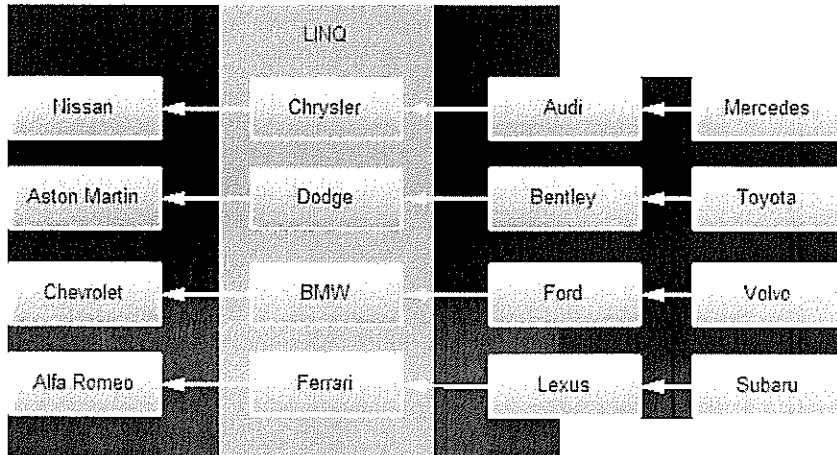 LINQ
Nissan Chrysler Audi Mercedes
Aston Martin Dodge Bentley Toyota
Chevrolet BMW Ford Volvo
Alfa Romeo Ferrari Lexus Subaru